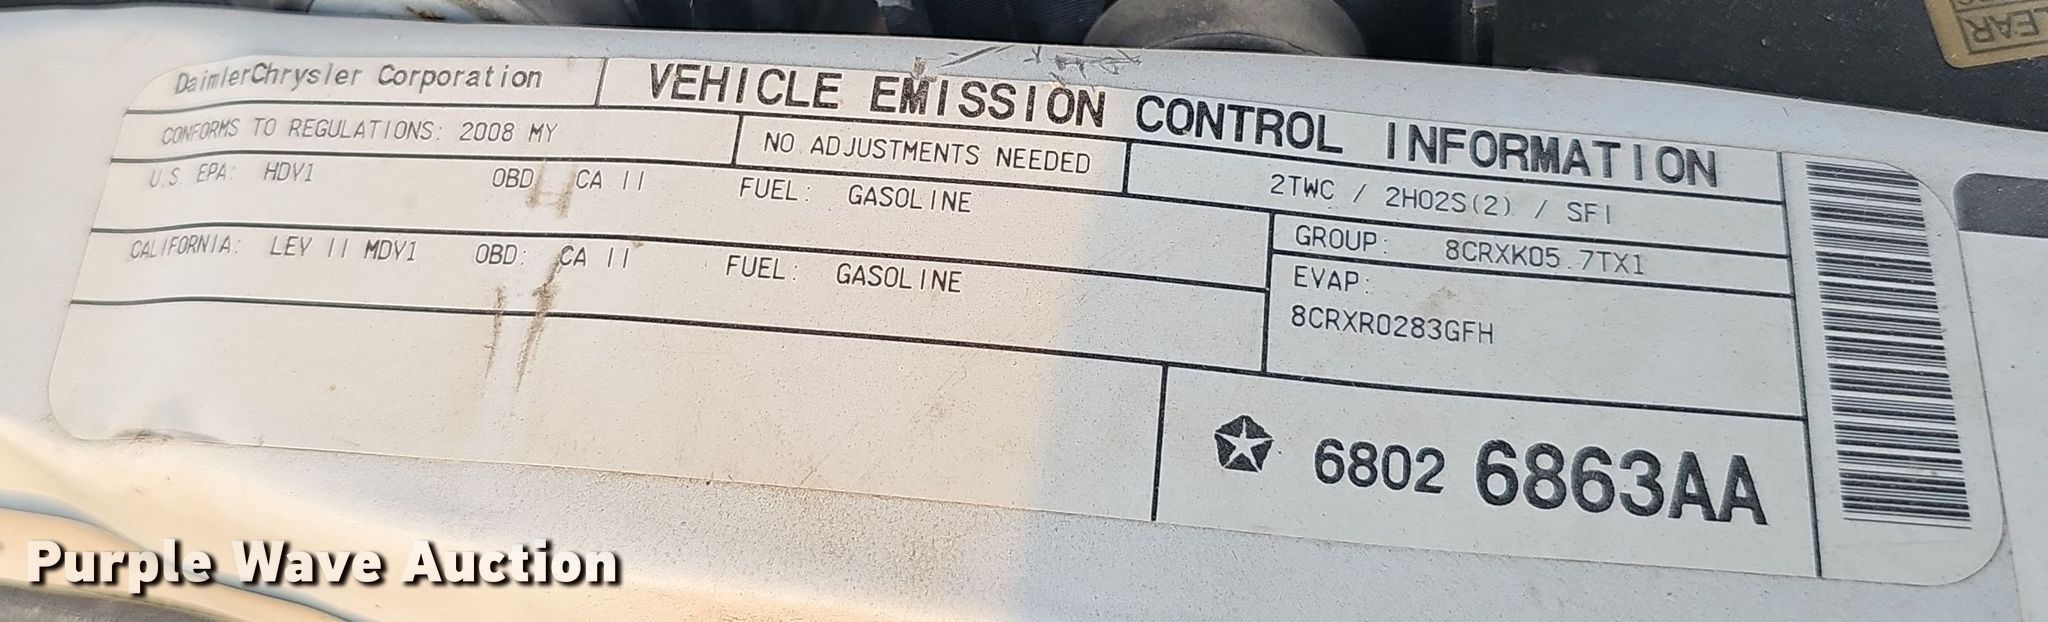 DaimlerChrysler Corporation
VEHICLE EMISSION CONTROL INFORMATION
CONFORMS TO REGULATIONS: 2008 MY
NO ADJUSTMENTS NEEDED
2TWC / 2HO2S(2) / SFI
U.S. EPA: HDV1 OBD: CA II FUEL: GASOLINE
GROUP: 8CRXK05.7TX1
CALIFORNIA: LEV II MDV1 OBD: CA II FUEL: GASOLINE
EVAP:
8CRXR0283GFH
6802 6863AA
LEAR
Purple Wave Auction